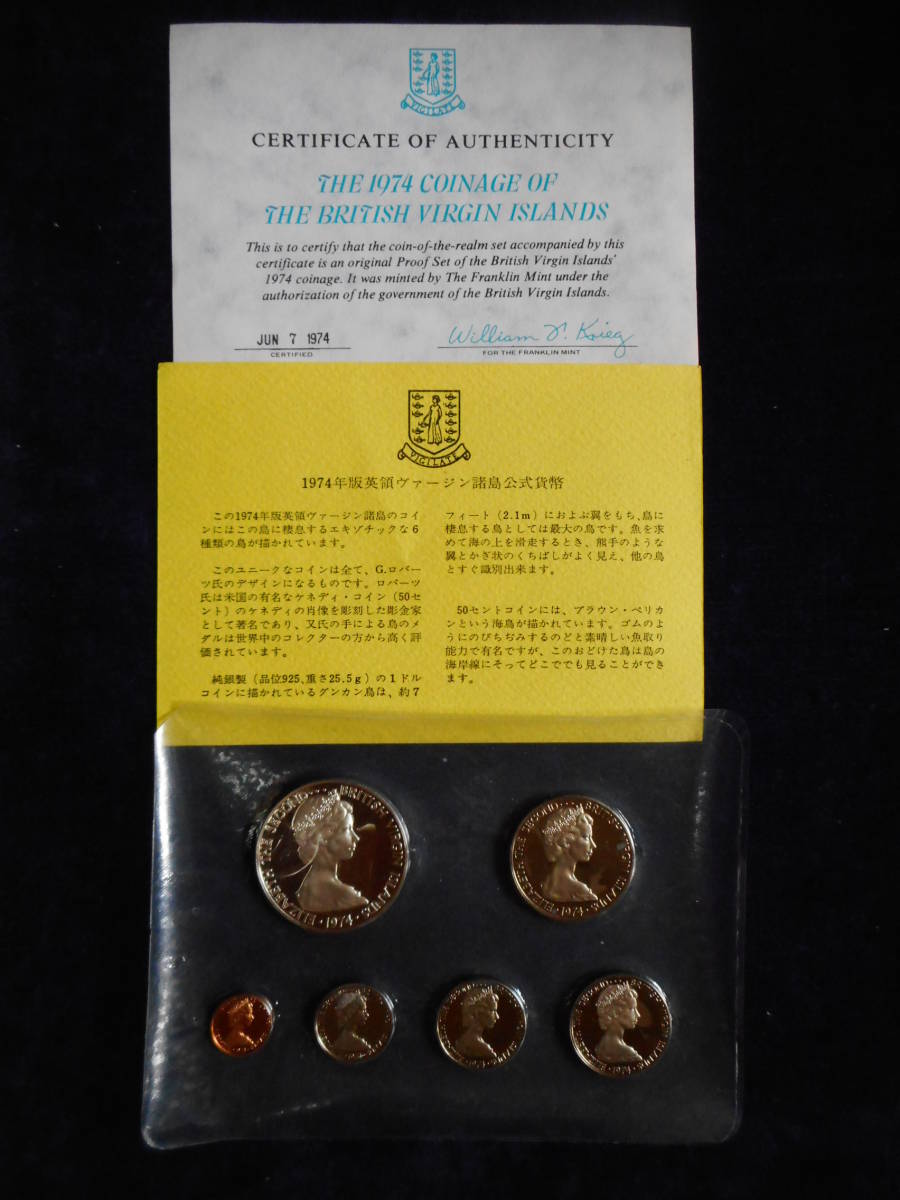 VIGILATE
CERTIFICATE OF AUTHENTICITY
THE 1974 COINAGE OF
THE BRITISH VIRGIN ISLANDS
This is to certify that the coin-of-the-realm set accompanied by this
certificate is an original Proof Set of the British Virgin Islands'
1974 coinage. It was minted by The Franklin Mint under the
authorization of the government of the British Virgin Islands.
JUN 7 1974
CERTIFIED
William T. Krieg
FOR THE FRANKLIN MINT
VIGILATE
1974年版英領ヴァージン諸島公式貨幣
この1974年版英領ヴァージン諸島のコイ
ンにはこの島に棲息するエキゾチックな6
種類の鳥が描かれています。
このユニークなコインは全て、G.ロバー
ツ氏のデザインになるものです。ロバーツ
氏は米国の有名なケネディ・コイン(50セ
ント)のケネディの肖像を彫刻した彫金家
として著名であり、又氏の手による鳥のメ
ダルは世界中のコレクターの方から高く評
価されています。
純銀製(品位925、重さ25.5g)の1ドル
コインに描かれているグンカン鳥は、約7
フィート(2.1m)におよぶ翼をもち、島に
棲息する鳥としては最大の鳥です。魚を求
めて海の上を滑走するとき、熊手のような
翼とかぎ状のくちばしがよく見え、他の鳥
とすぐ識別出来ます。
50セントコインには、ブラウン・ペリカ
ンという海鳥が描かれています。ゴムのよ
うにのびちぢみするのどと素晴しい魚取り
能力で有名ですが、このおどけた鳥は島の
海岸線にそってどこででも見ることができ
ます。
ELIZABETH THE SECOND BRITISH VIRGIN ISLANDS · 1974 ·
ELIZABETH THE SECOND BRITISH VIRGIN ISLANDS · 1974 ·